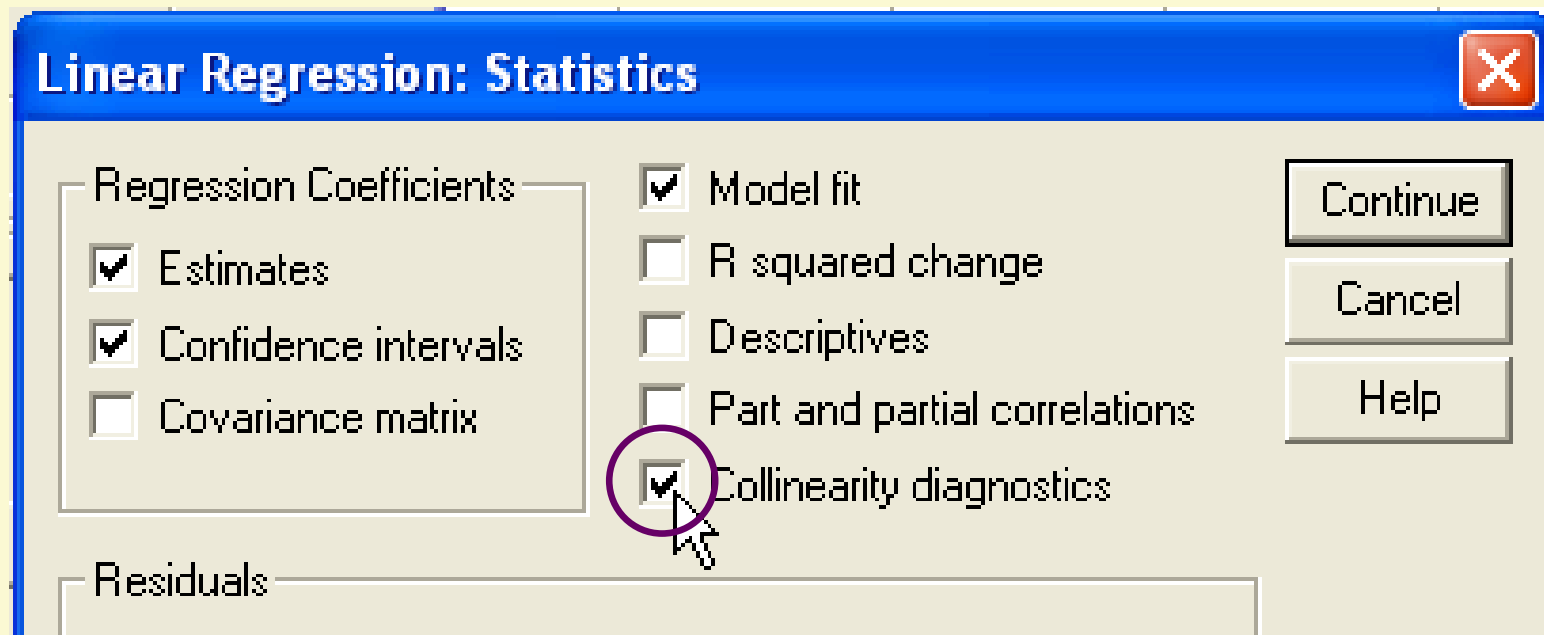 Linear Regression: Statistics
Regression Coefficients
Estimates
Confidence intervals
Covariance matrix
Model fit
R squared change
Descriptives
Part and partial correlations
Collinearity diagnostics
Continue
Cancel
Help
Residuals